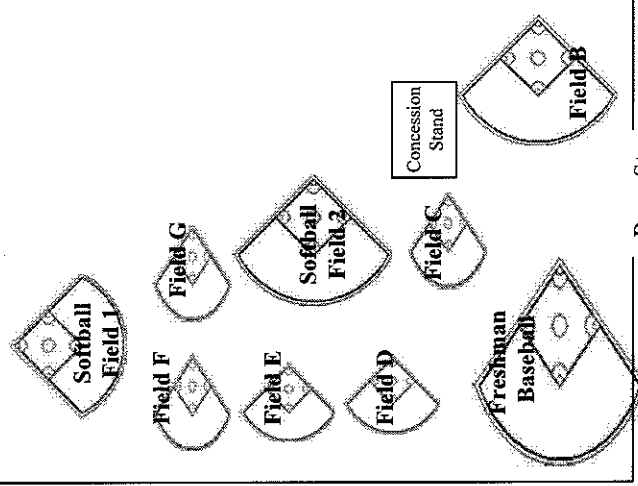 Softball
Field 1
Field F
Field G
Field E
Softball
Field 2
Field D
Field C
Concession
Stand
Freshman
Baseball
Field B